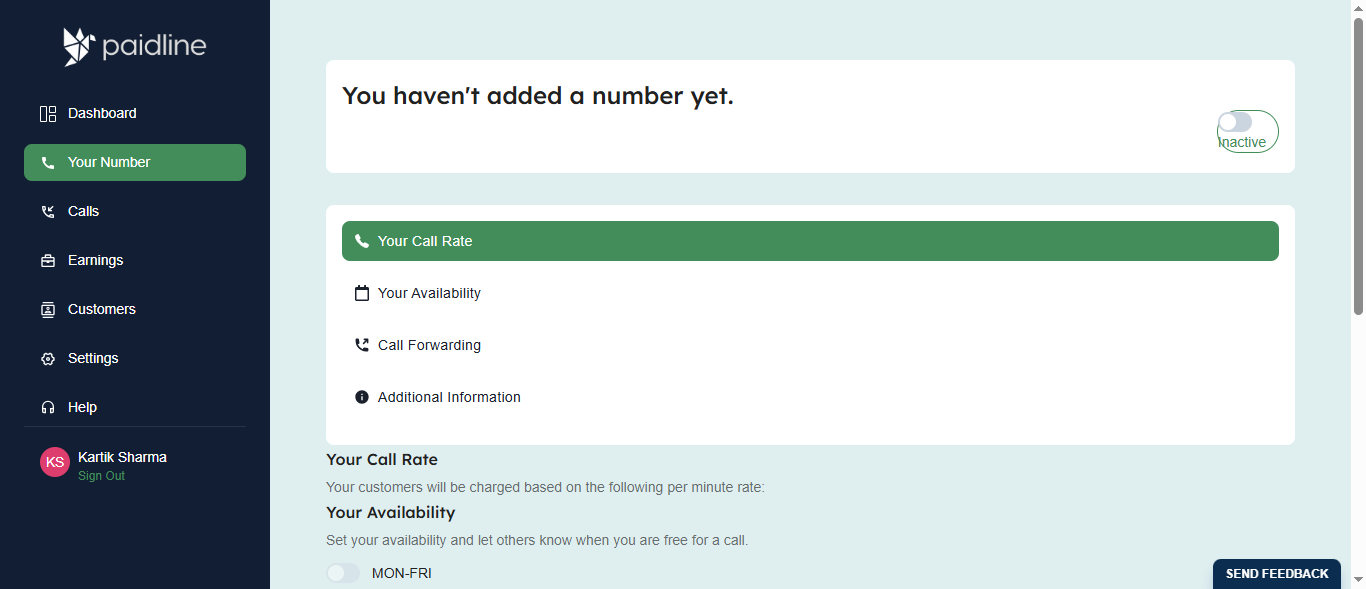 paidline
Dashboard
Your Number
Calls
Earnings
Customers
Settings
Help
KS
Kartik Sharma
Sign Out
You haven't added a number yet.
Inactive
Your Call Rate
Your Availability
Call Forwarding
Additional Information
Your Call Rate
Your customers will be charged based on the following per minute rate:
Your Availability
Set your availability and let others know when you are free for a call.
MON-FRI
SEND FEEDBACK